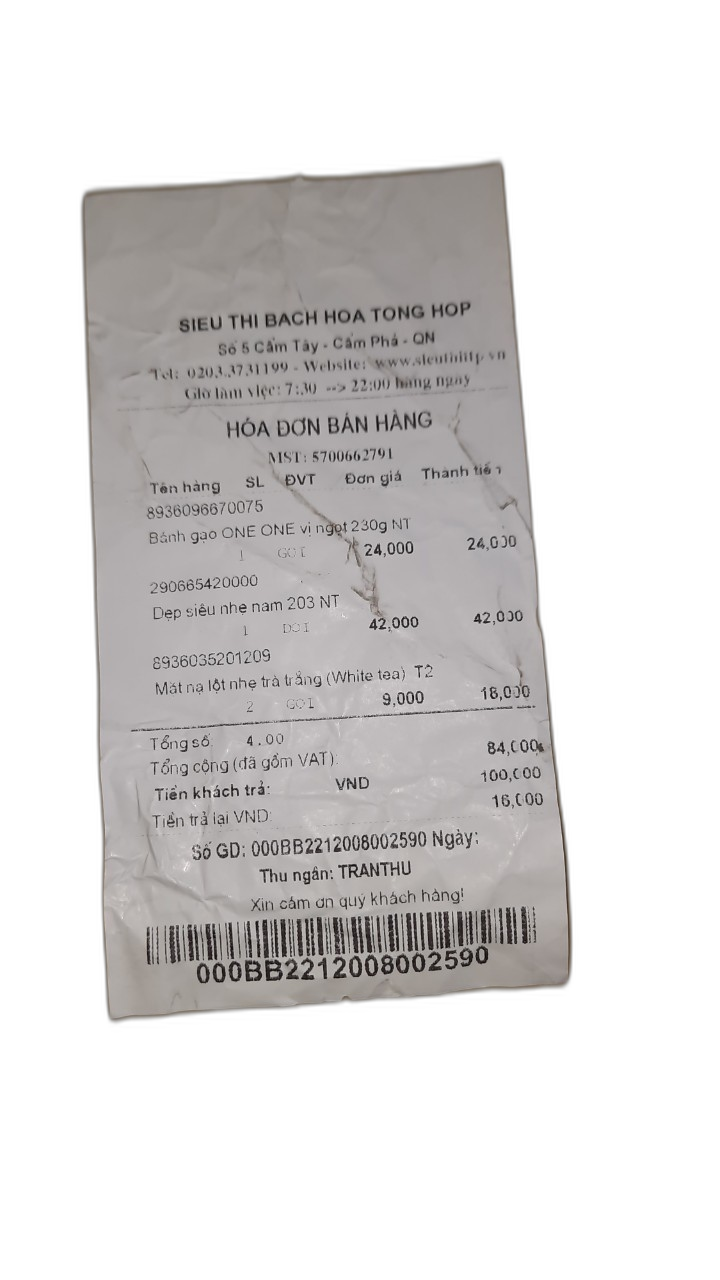 SIEU THI BACH HOA TONG HOP
Số 5 Cẩm Tây - Cẩm Phả - QN
Tel: 0203.3731199 - Website: www.sieuthittp.vn
Giờ làm việc: 7:30 --> 22:00 hàng ngày
HÓA ĐƠN BÁN HÀNG
MST: 5700662791
Tên hàng SL ĐVT Đơn giá Thành tiền
8936096670075
Bánh gạo ONE ONE vị ngọt 230g NT
1 GOI 24,000 24,000
290665420000
Dep siêu nhẹ nam 203 NT
1 DOI 42,000 42,000
8936035201209
Mặt nạ lột nhẹ trà trắng (White tea) T2
2 GOI 9,000 18,000
Tổng số 4.00
Tổng cộng (đã gồm VAT): 84,000
Tiền khách trả: VND 100,000
Tiền trả lại VND: 16,000
Số GD: 000BB2212008002590 Ngày:
Thu ngân: TRANTHU
Xin cảm ơn quý khách hàng!
000BB2212008002590